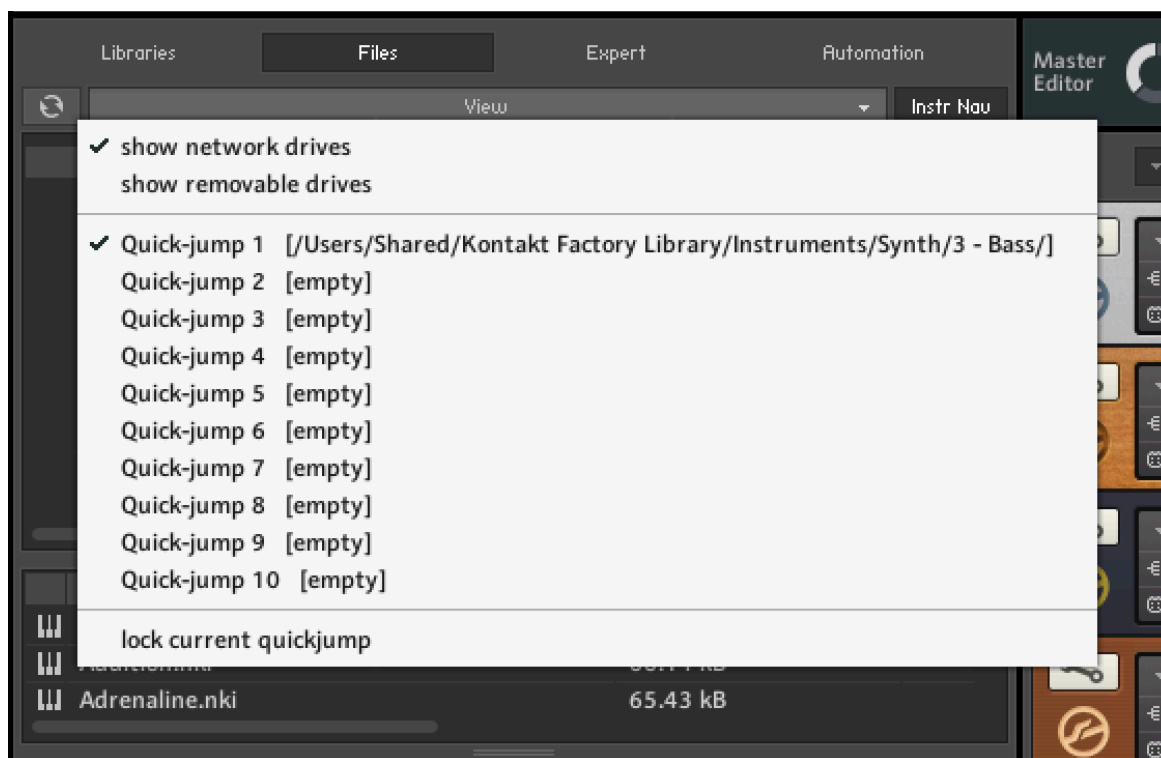 Libraries Files Expert Automation
Master
Editor
View Instr Nav
show network drives
show removable drives
Quick-jump 1 [/Users/Shared/Kontakt Factory Library/Instruments/Synth/3 - Bass/]
Quick-jump 2 [empty]
Quick-jump 3 [empty]
Quick-jump 4 [empty]
Quick-jump 5 [empty]
Quick-jump 6 [empty]
Quick-jump 7 [empty]
Quick-jump 8 [empty]
Quick-jump 9 [empty]
Quick-jump 10 [empty]
lock current quickjump
Adrenaline.nki 65.43 kB